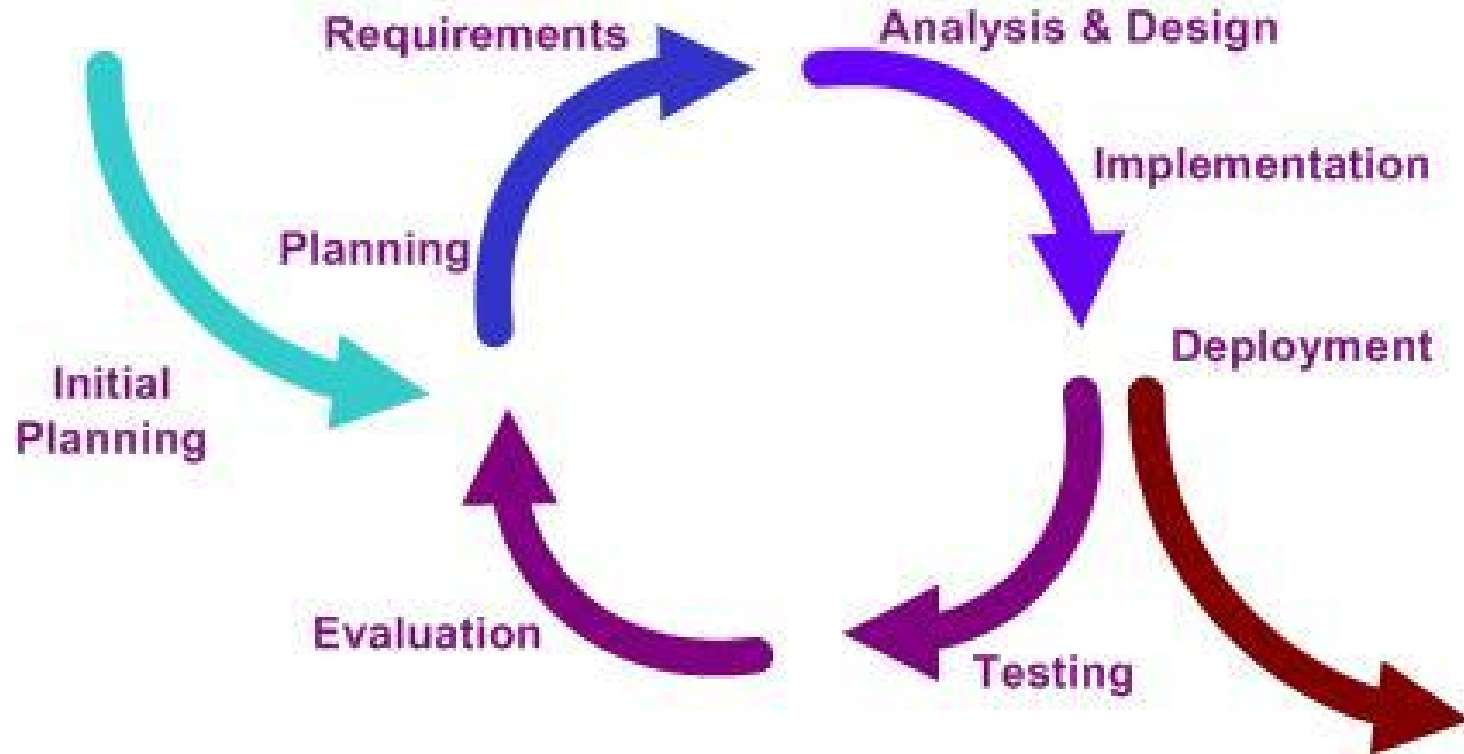 Requirements
Analysis & Design
Implementation
Planning
Deployment
Initial
Planning
Evaluation
Testing